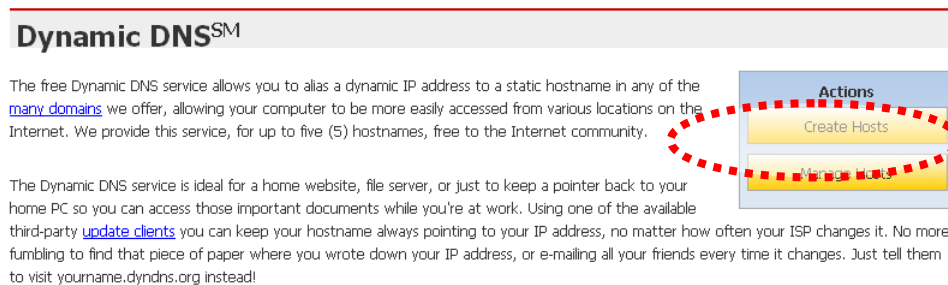 Dynamic DNSSM
The free Dynamic DNS service allows you to alias a dynamic IP address to a static hostname in any of the
many domains we offer, allowing your computer to be more easily accessed from various locations on the
Internet. We provide this service, for up to five (5) hostnames, free to the Internet community.
Actions
Create Hosts
Manage Hosts
The Dynamic DNS service is ideal for a home website, file server, or just to keep a pointer back to your
home PC so you can access those important documents while you're at work. Using one of the available
third-party update clients you can keep your hostname always pointing to your IP address, no matter how often your ISP changes it. No more
fumbling to find that piece of paper where you wrote down your IP address, or e-mailing all your friends every time it changes. Just tell them
to visit yourname.dyndns.org instead!